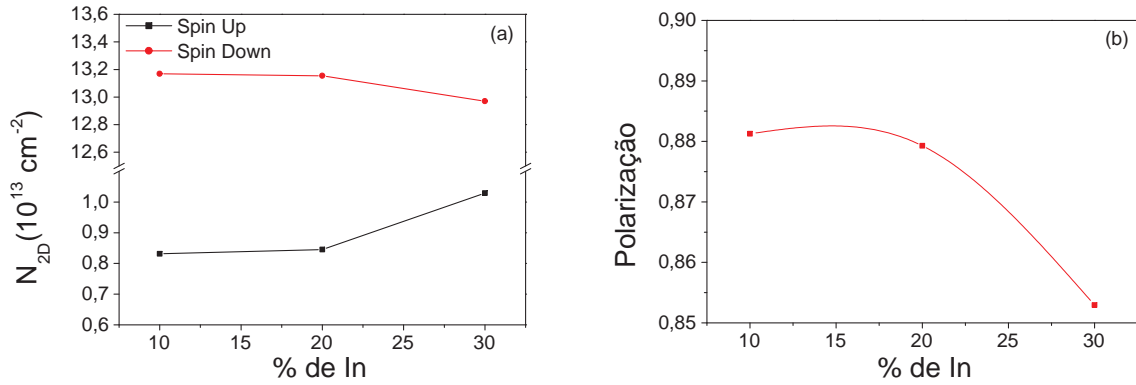 13,6
13,4
13,2
13,0
12,8
12,6
1,0
0,9
0,8
0,7
0,6
N2D(10^13 cm^-2)
Spin Up
Spin Down
(a)
10 15 20 25 30
% de In
0,90
0,89
0,88
0,87
0,86
0,85
Polarização
(b)
10 15 20 25 30
% de In